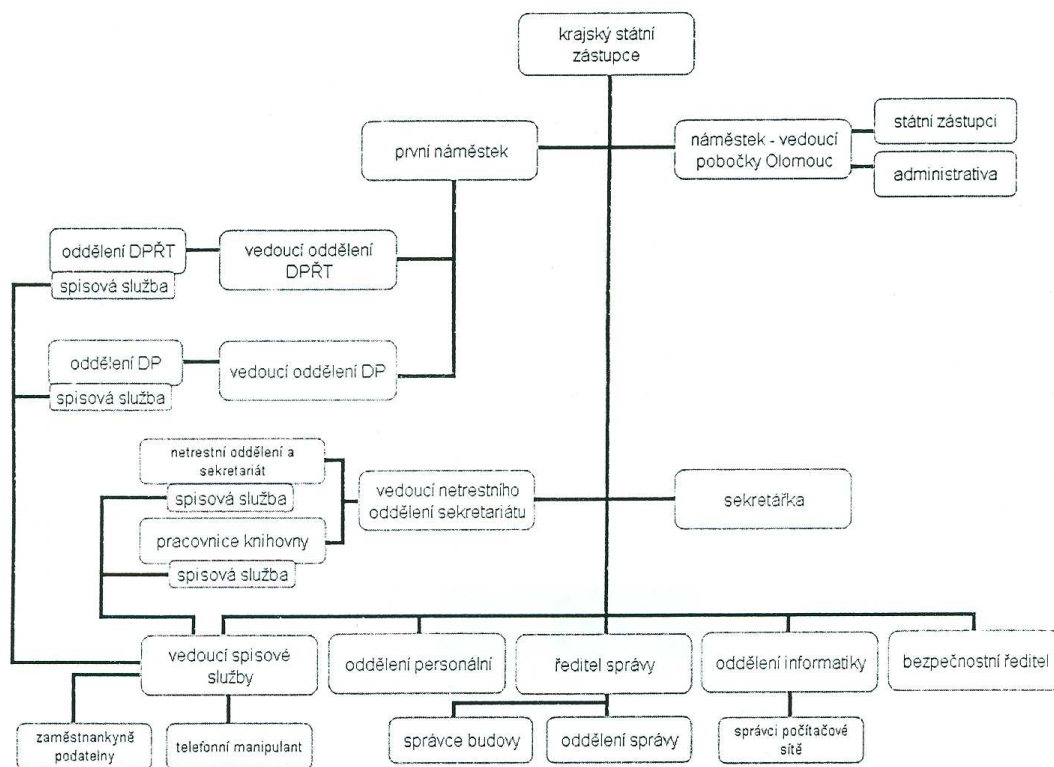 krajský státní
zástupce
první náměstek
náměstek - vedoucí
pobočky Olomouc
státní zástupci
administrativa
oddělení DPŘT
spisová služba
vedoucí oddělení
DPŘT
oddělení DP
spisová služba
vedoucí oddělení DP
netrestní oddělení a
sekretariát
spisová služba
pracovnice knihovny
spisová služba
vedoucí netrestního
oddělení sekretariátu
sekretářka
vedoucí spisové
služby
oddělení personální
ředitel správy
oddělení informatiky
bezpečnostní ředitel
zaměstnankyně
podatelny
telefonní manipulant
správce budovy
oddělení správy
správci počítačové
sítě